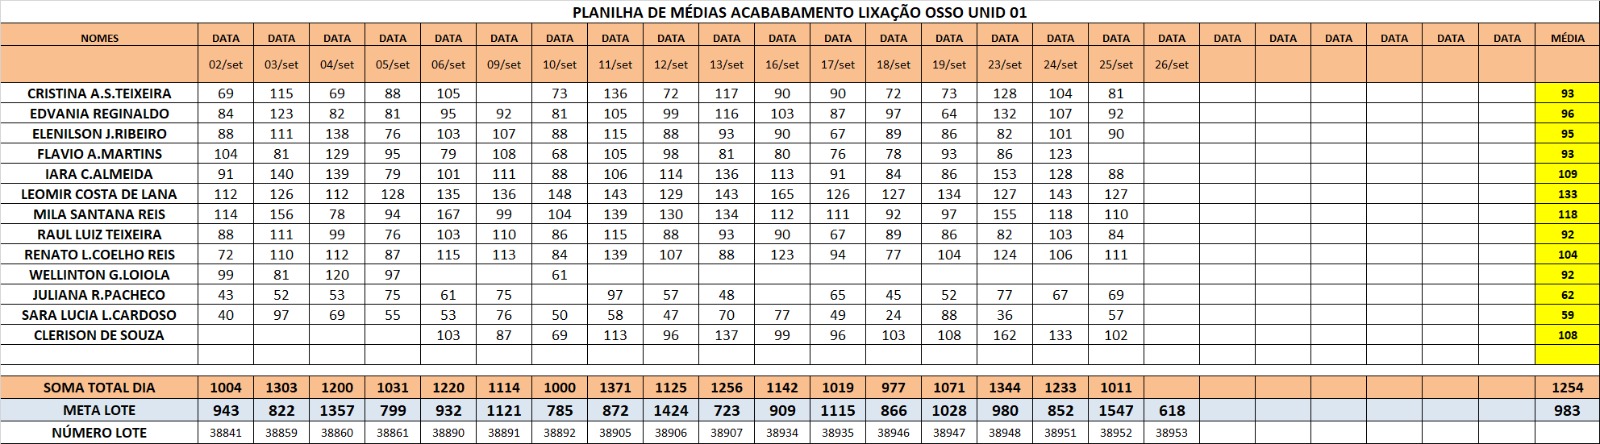 PLANILHA DE MÉDIAS ACABABAMENTO LIXAÇÃO OSSO UNID 01
NOMES DATA DATA DATA DATA DATA DATA DATA DATA DATA DATA DATA DATA DATA DATA DATA DATA DATA DATA DATA DATA DATA DATA DATA DATA MÉDIA
02/set 03/set 04/set 05/set 06/set 09/set 10/set 11/set 12/set 13/set 16/set 17/set 18/set 19/set 23/set 24/set 25/set 26/set
CRISTINA A.S.TEIXEIRA 69 115 69 88 105 73 136 72 117 90 90 72 73 128 104 81 93
EDVANIA REGINALDO 84 123 82 81 95 92 81 105 99 116 103 87 97 64 132 107 92 96
ELENILSON J.RIBEIRO 88 111 138 76 103 107 88 115 88 93 90 67 89 86 82 101 90 95
FLAVIO A.MARTINS 104 81 129 95 79 108 68 105 98 81 80 76 78 93 86 123 93
IARA C.ALMEIDA 91 140 139 79 101 111 88 106 114 136 113 91 84 86 153 128 88 109
LEOMIR COSTA DE LANA 112 126 112 128 135 136 148 143 129 143 165 126 127 134 127 143 127 133
MILA SANTANA REIS 114 156 78 94 167 99 104 139 130 134 112 111 92 97 155 118 110 118
RAUL LUIZ TEIXEIRA 88 111 99 76 103 110 86 115 88 93 90 67 89 86 82 103 84 92
RENATO L.COELHO REIS 72 110 112 87 115 113 84 139 107 88 123 94 77 104 124 106 111 104
WELLINTON G.LOIOLA 99 81 120 97 61 92
JULIANA R.PACHECO 43 52 53 75 61 75 97 57 48 65 45 52 77 67 69 62
SARA LUCIA L.CARDOSO 40 97 69 55 53 76 50 58 47 70 77 49 24 88 36 57 59
CLERISON DE SOUZA 103 87 69 113 96 137 99 96 103 108 162 133 102 108
SOMA TOTAL DIA 1004 1303 1200 1031 1220 1114 1000 1371 1125 1256 1142 1019 977 1071 1344 1233 1011 1254
META LOTE 943 822 1357 799 932 1121 785 872 1424 723 909 1115 866 1028 980 852 1547 618 983
NÚMERO LOTE 38841 38859 38860 38861 38890 38891 38892 38905 38906 38907 38934 38935 38946 38947 38948 38951 38952 38953